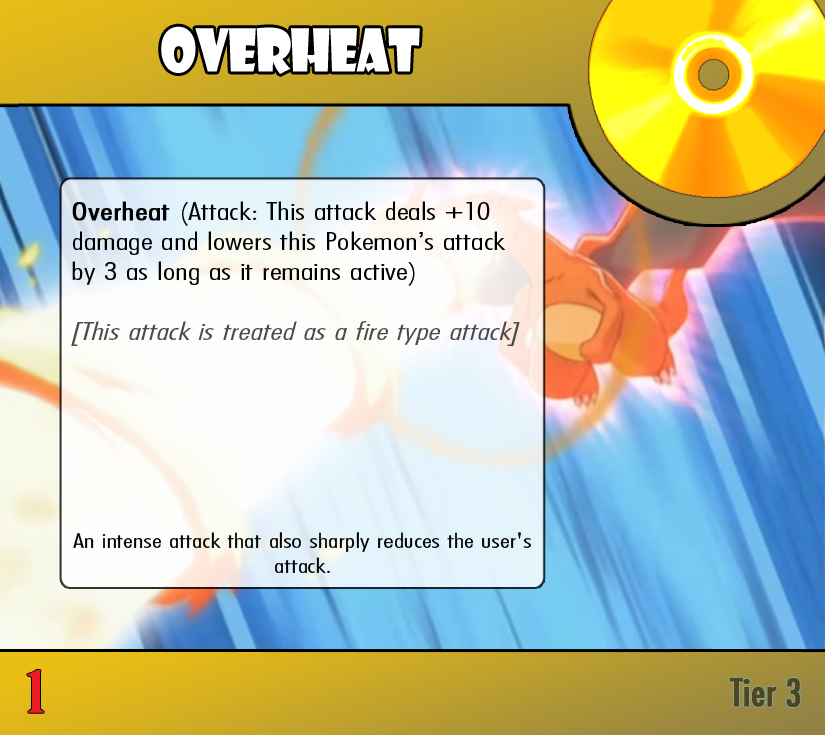 OVERHEAT
Overheat (Attack: This attack deals +10
damage and lowers this Pokemon's attack
by 3 as long as it remains active)
[This attack is treated as a fire type attack]
An intense attack that also sharply reduces the user's
attack.
1
Tier 3